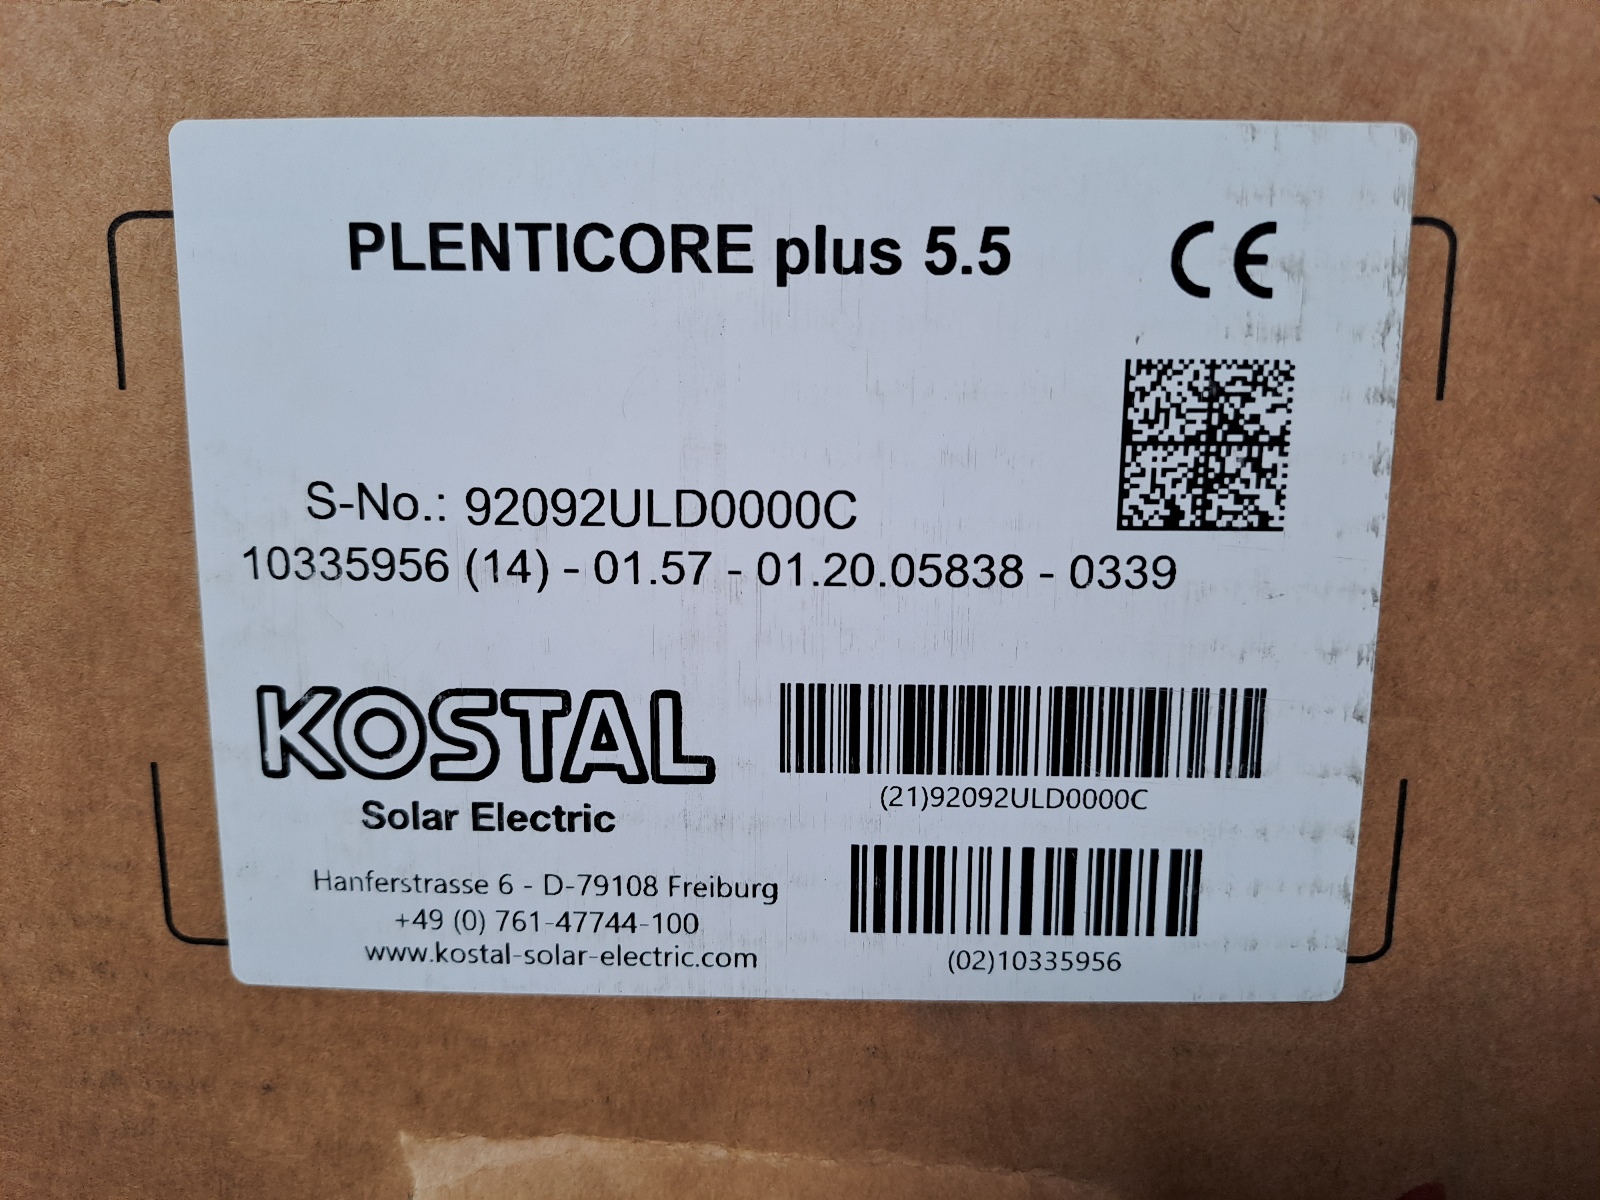 PLENTICORE plus 5.5
CE
S-No.: 92092ULD0000C
10335956 (14) - 01.57 - 01.20.05838 - 0339
KOSTAL
Solar Electric
Hanferstrasse 6 - D-79108 Freiburg
+49 (0) 761-47744-100
www.kostal-solar-electric.com
(21)92092ULD0000C
(02)10335956